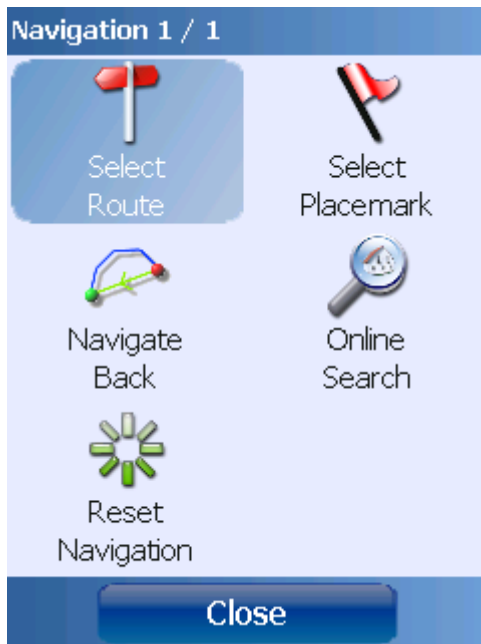 Navigation 1 / 1
Select
Route
Select
Placemark
Navigate
Back
Online
Search
Reset
Navigation
Close